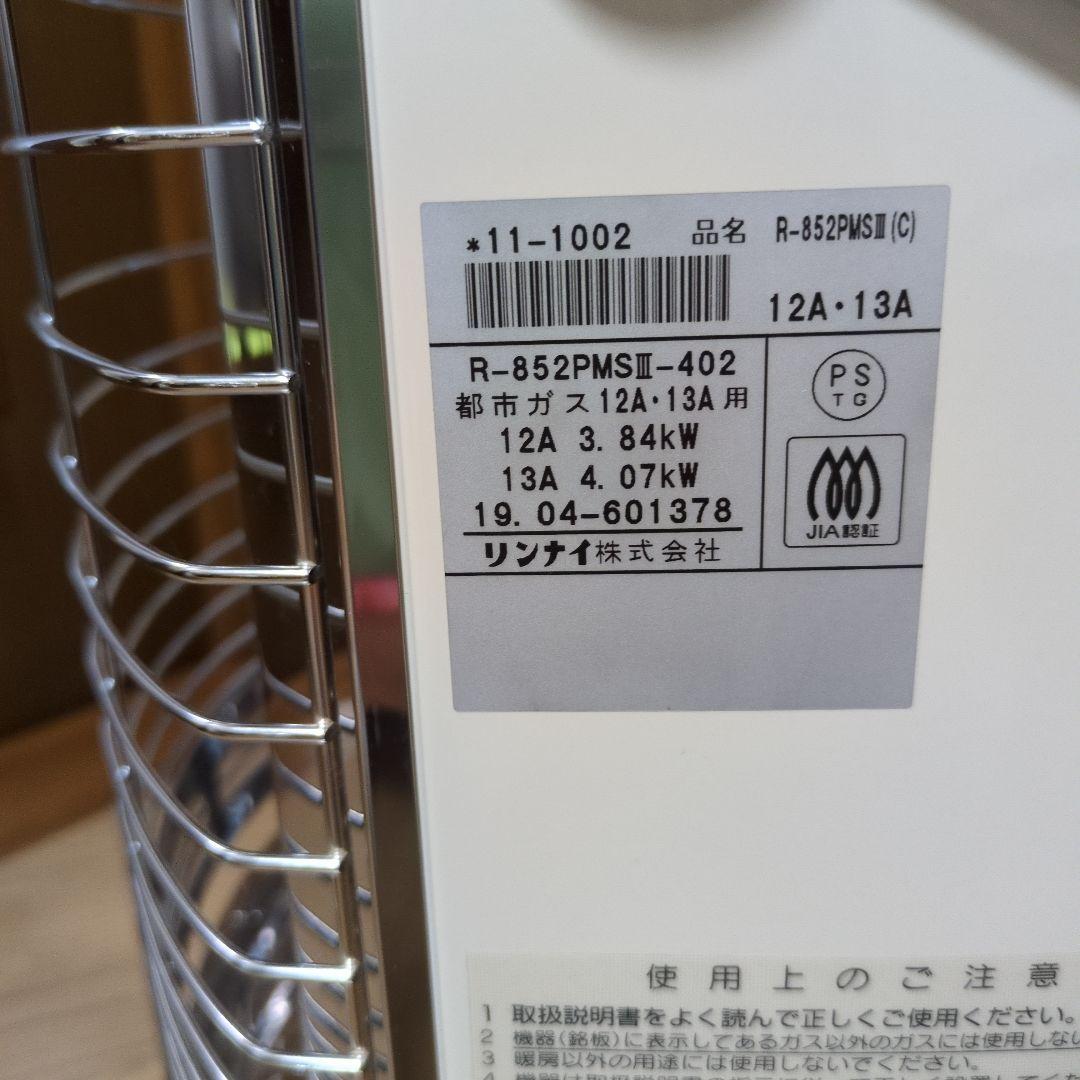 *11-1002 品名 R-852PMSⅢ(C)
12A・13A
R-852PMSⅢ-402
都市ガス12A・13A用
12A 3.84kW
13A 4.07kW
19.04-601378
リンナイ株式会社
PS
TG
JIA認証
使用上のご注意
1 取扱説明書をよく読んで正しくご使用ください。
2 機器(銘板)に表示してあるガス以外のガスには使用しない
3 暖房以外の用途には使用しないでください。